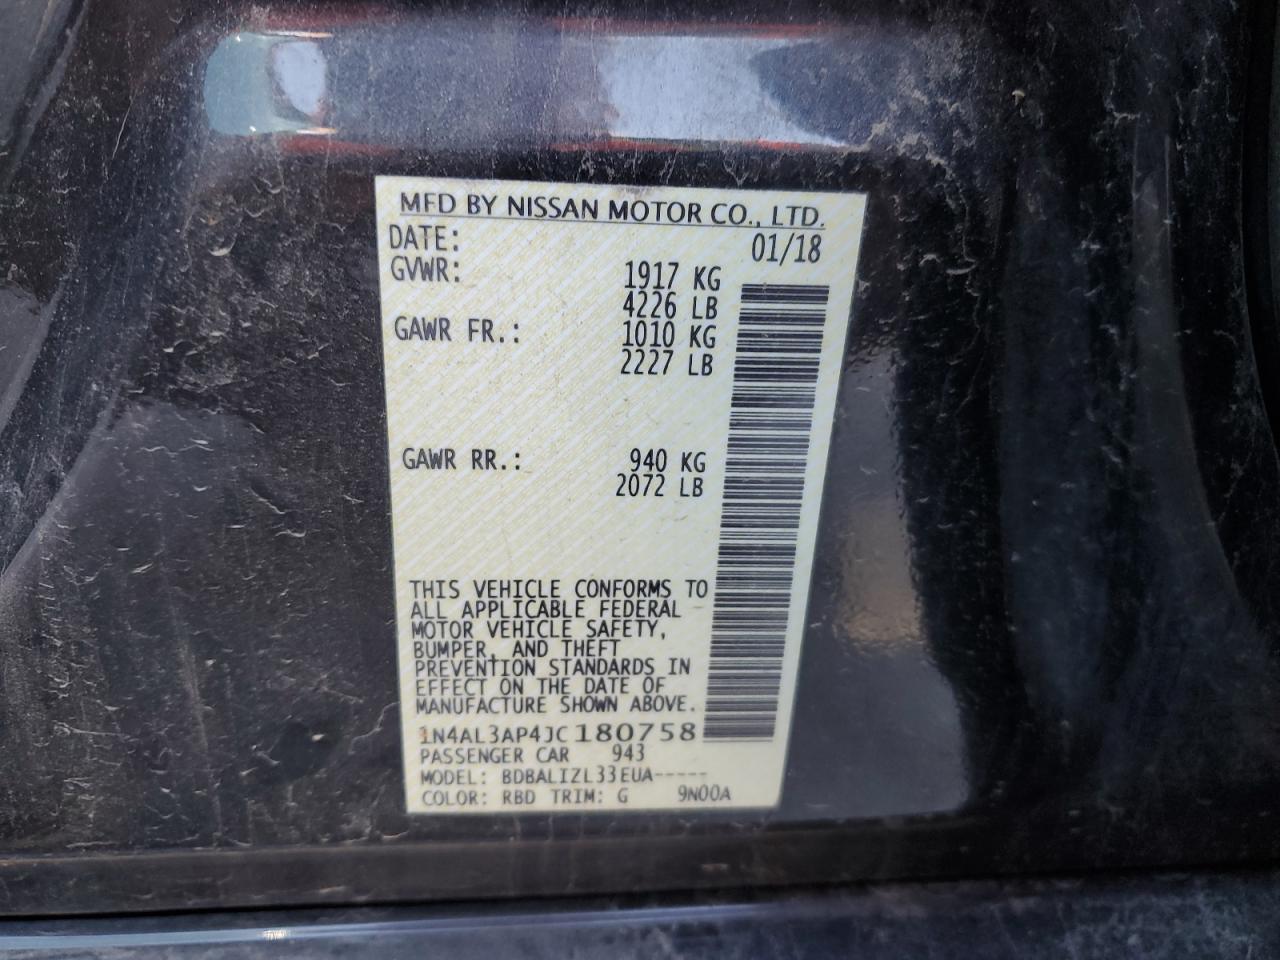 MFD BY NISSAN MOTOR CO., LTD.
DATE: 01/18
GVWR: 1917 KG
4226 LB
GAWR FR.: 1010 KG
2227 LB
GAWR RR.: 940 KG
2072 LB
THIS VEHICLE CONFORMS TO
ALL APPLICABLE FEDERAL
MOTOR VEHICLE SAFETY,
BUMPER, AND THEFT
PREVENTION STANDARDS IN
EFFECT ON THE DATE OF
MANUFACTURE SHOWN ABOVE.
1N4AL3AP4JC180758
PASSENGER CAR 943
MODEL: BDBALIZL33EUA-----
COLOR: RBD TRIM: G 9N00A